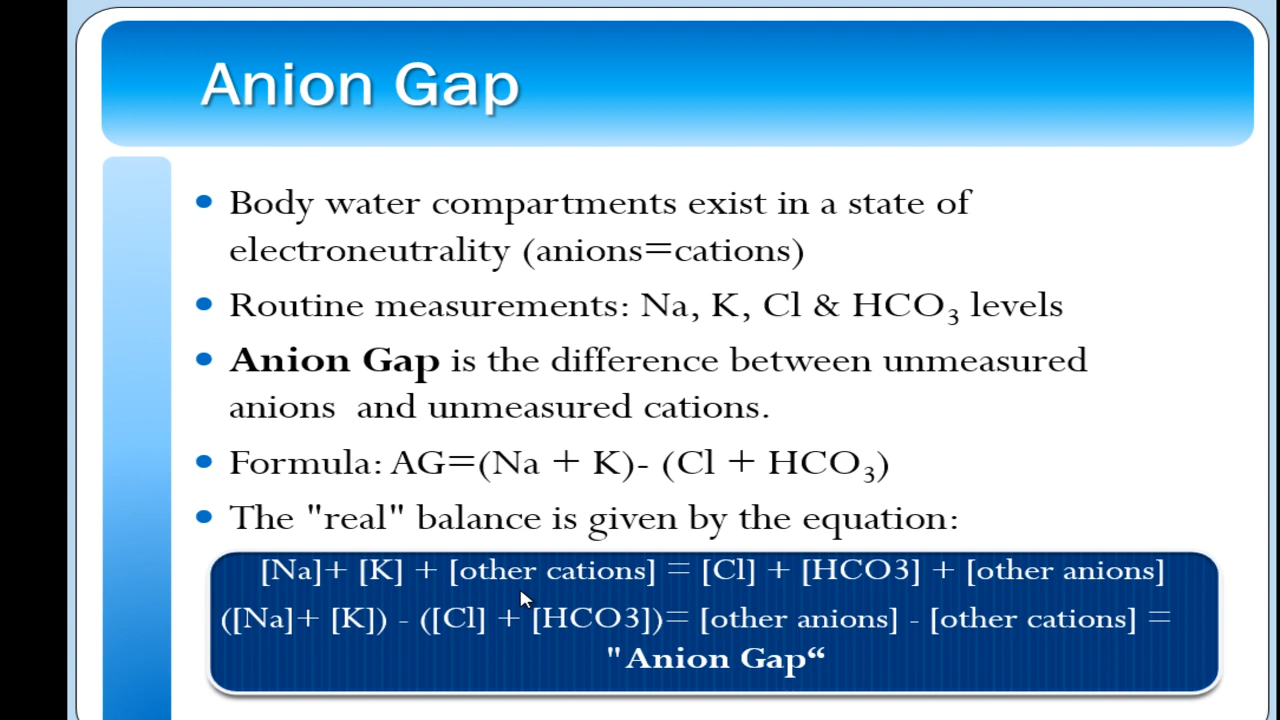 Anion Gap
• Body water compartments exist in a state of
electroneutrality (anions=cations)
• Routine measurements: Na, K, Cl & HCO₃ levels
• Anion Gap is the difference between unmeasured
anions and unmeasured cations.
• Formula: AG=(Na + K)- (Cl + HCO₃)
• The "real" balance is given by the equation:
[Na]+ [K] + [other cations] = [Cl] + [HCO3] + [other anions]
([Na]+ [K]) - ([Cl] + [HCO3])= [other anions] - [other cations] =
"Anion Gap“